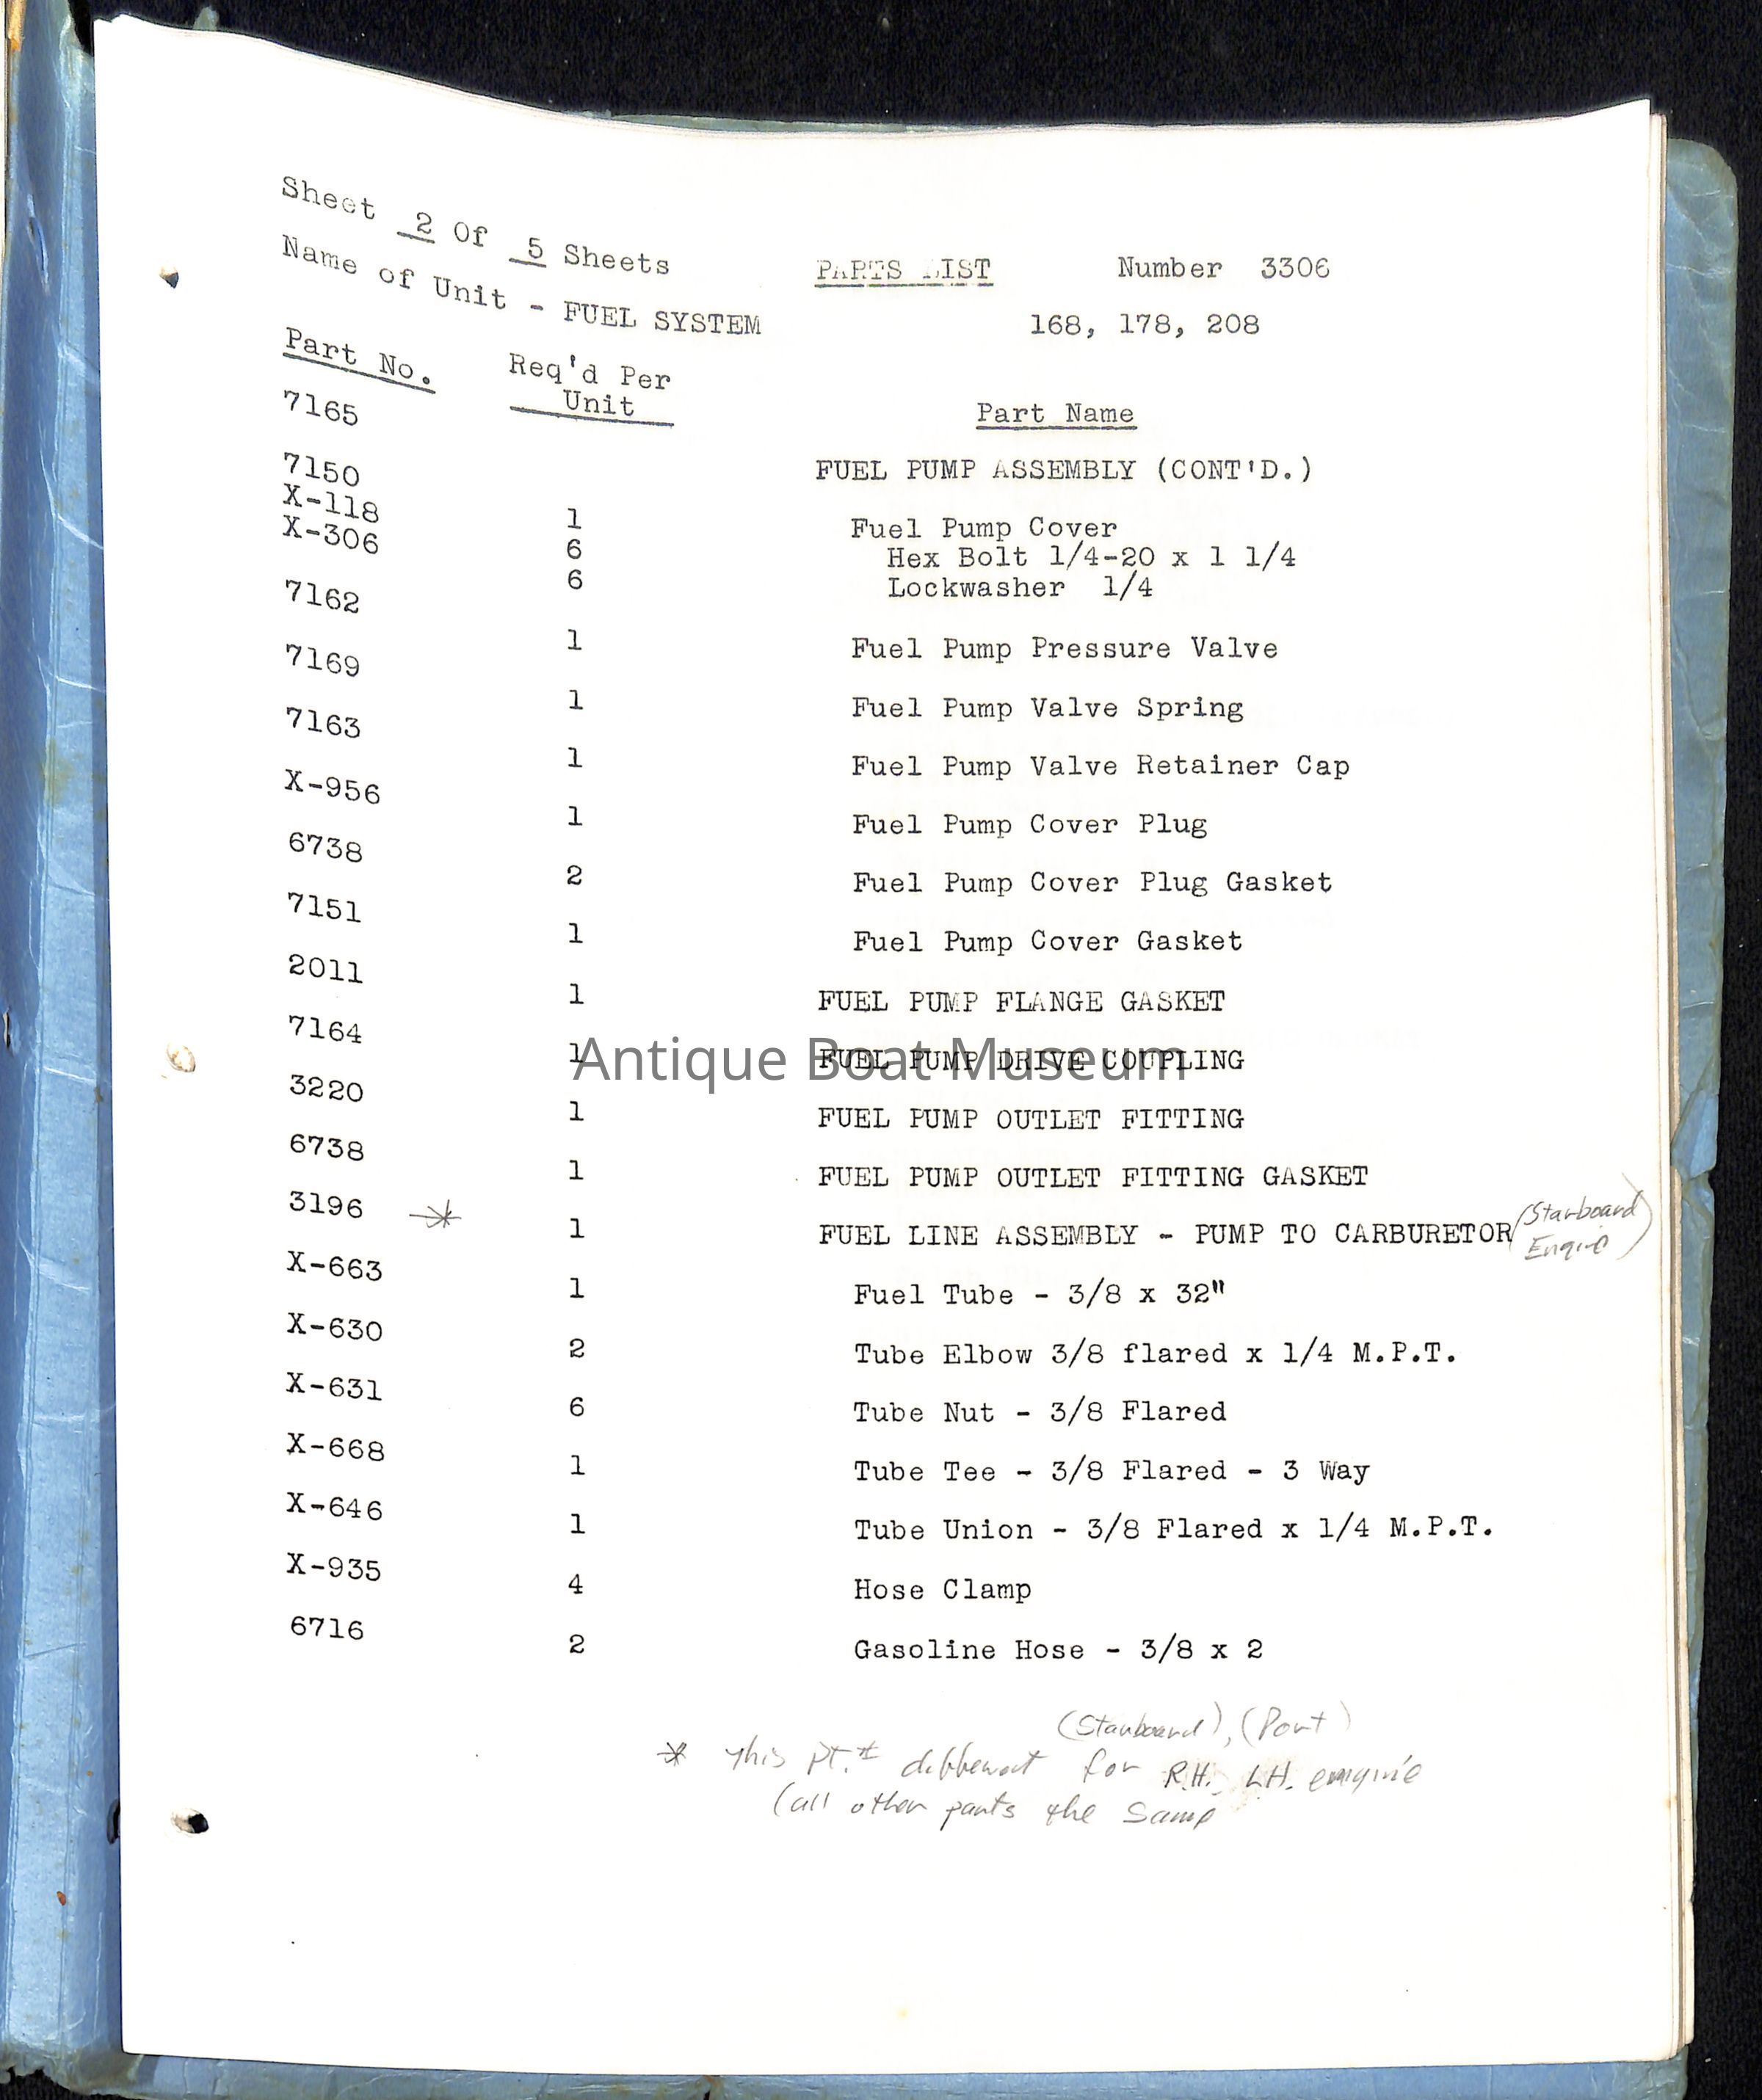 Sheet 2 Of 5 Sheets
Name of Unit - FUEL SYSTEM
PARTS LIST Number 3306
168, 178, 208
Part No. Req'd Per Unit Part Name
7165 FUEL PUMP ASSEMBLY (CONT'D.)
7150 1 Fuel Pump Cover
X-118 6 Hex Bolt 1/4-20 x 1 1/4
X-306 6 Lockwasher 1/4
7162 1 Fuel Pump Pressure Valve
7169 1 Fuel Pump Valve Spring
7163 1 Fuel Pump Valve Retainer Cap
X-956 1 Fuel Pump Cover Plug
6738 2 Fuel Pump Cover Plug Gasket
7151 1 Fuel Pump Cover Gasket
2011 1 FUEL PUMP FLANGE GASKET
7164 1 FUEL PUMP DRIVE COUPLING
Antique Boat Museum
3220 1 FUEL PUMP OUTLET FITTING
6738 1 FUEL PUMP OUTLET FITTING GASKET
3196 * 1 FUEL LINE ASSEMBLY - PUMP TO CARBURETOR (Starboard Engine)
X-663 1 Fuel Tube - 3/8 x 32"
X-630 2 Tube Elbow 3/8 flared x 1/4 M.P.T.
X-631 6 Tube Nut - 3/8 Flared
X-668 1 Tube Tee - 3/8 Flared - 3 Way
X-646 1 Tube Union - 3/8 Flared x 1/4 M.P.T.
X-935 4 Hose Clamp
6716 2 Gasoline Hose - 3/8 x 2
(Starboard), (Port)
* This pt. # different for R.H. L.H. engine
(all other parts the same